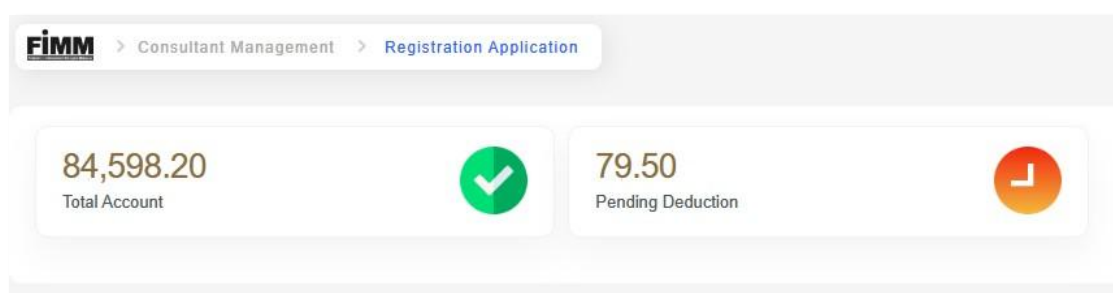 FiMM > Consultant Management > Registration Application
84,598.20
Total Account
79.50
Pending Deduction